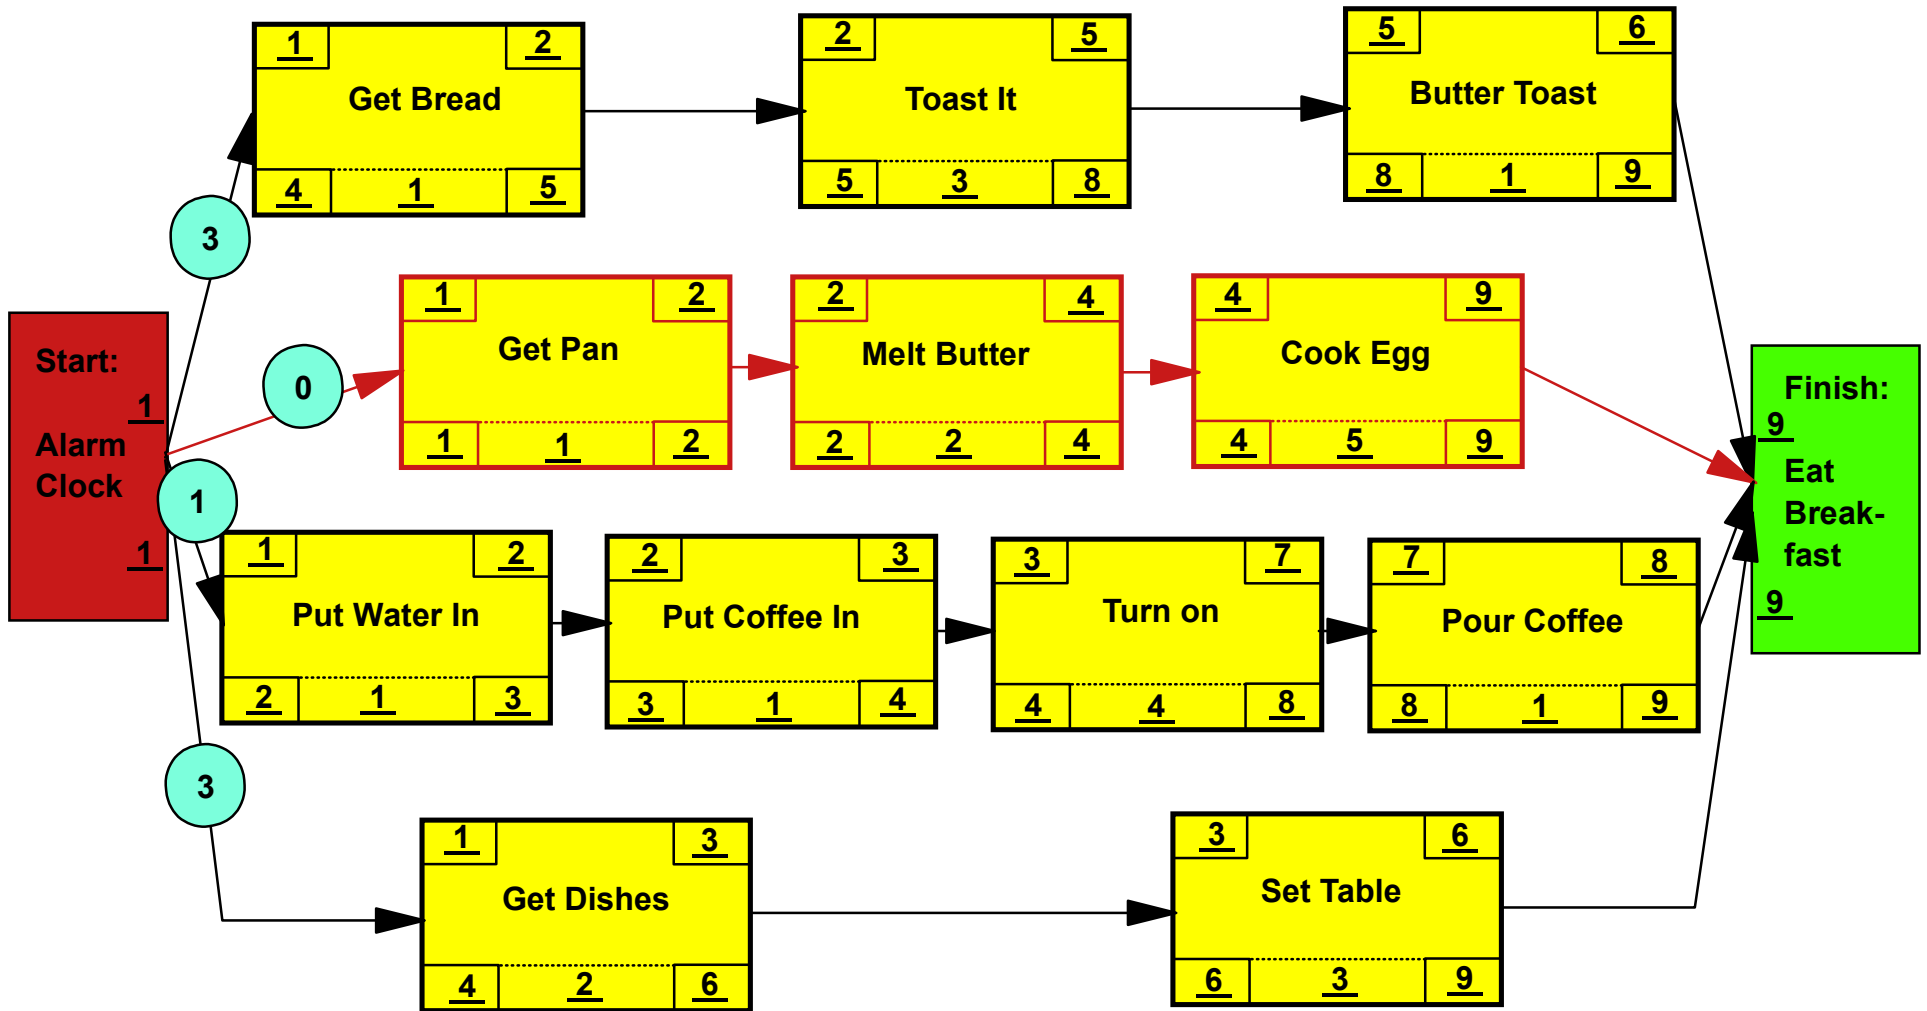 1 2 2 5 5 6
Get Bread Toast It Butter Toast
4 1 5 5 3 8 8 1 9
3
1 2 2 4 4 9
Get Pan Melt Butter Cook Egg
1 1 2 2 2 4 4 5 9
0
Start:
1
Alarm
Clock
1
Finish:
9
Eat
Break-
fast
9
1
1 2 2 3 3 7 7 8
Put Water In Put Coffee In Turn on Pour Coffee
2 1 3 3 1 4 4 4 8 8 1 9
3
1 3 3 6
Get Dishes Set Table
4 2 6 6 3 9